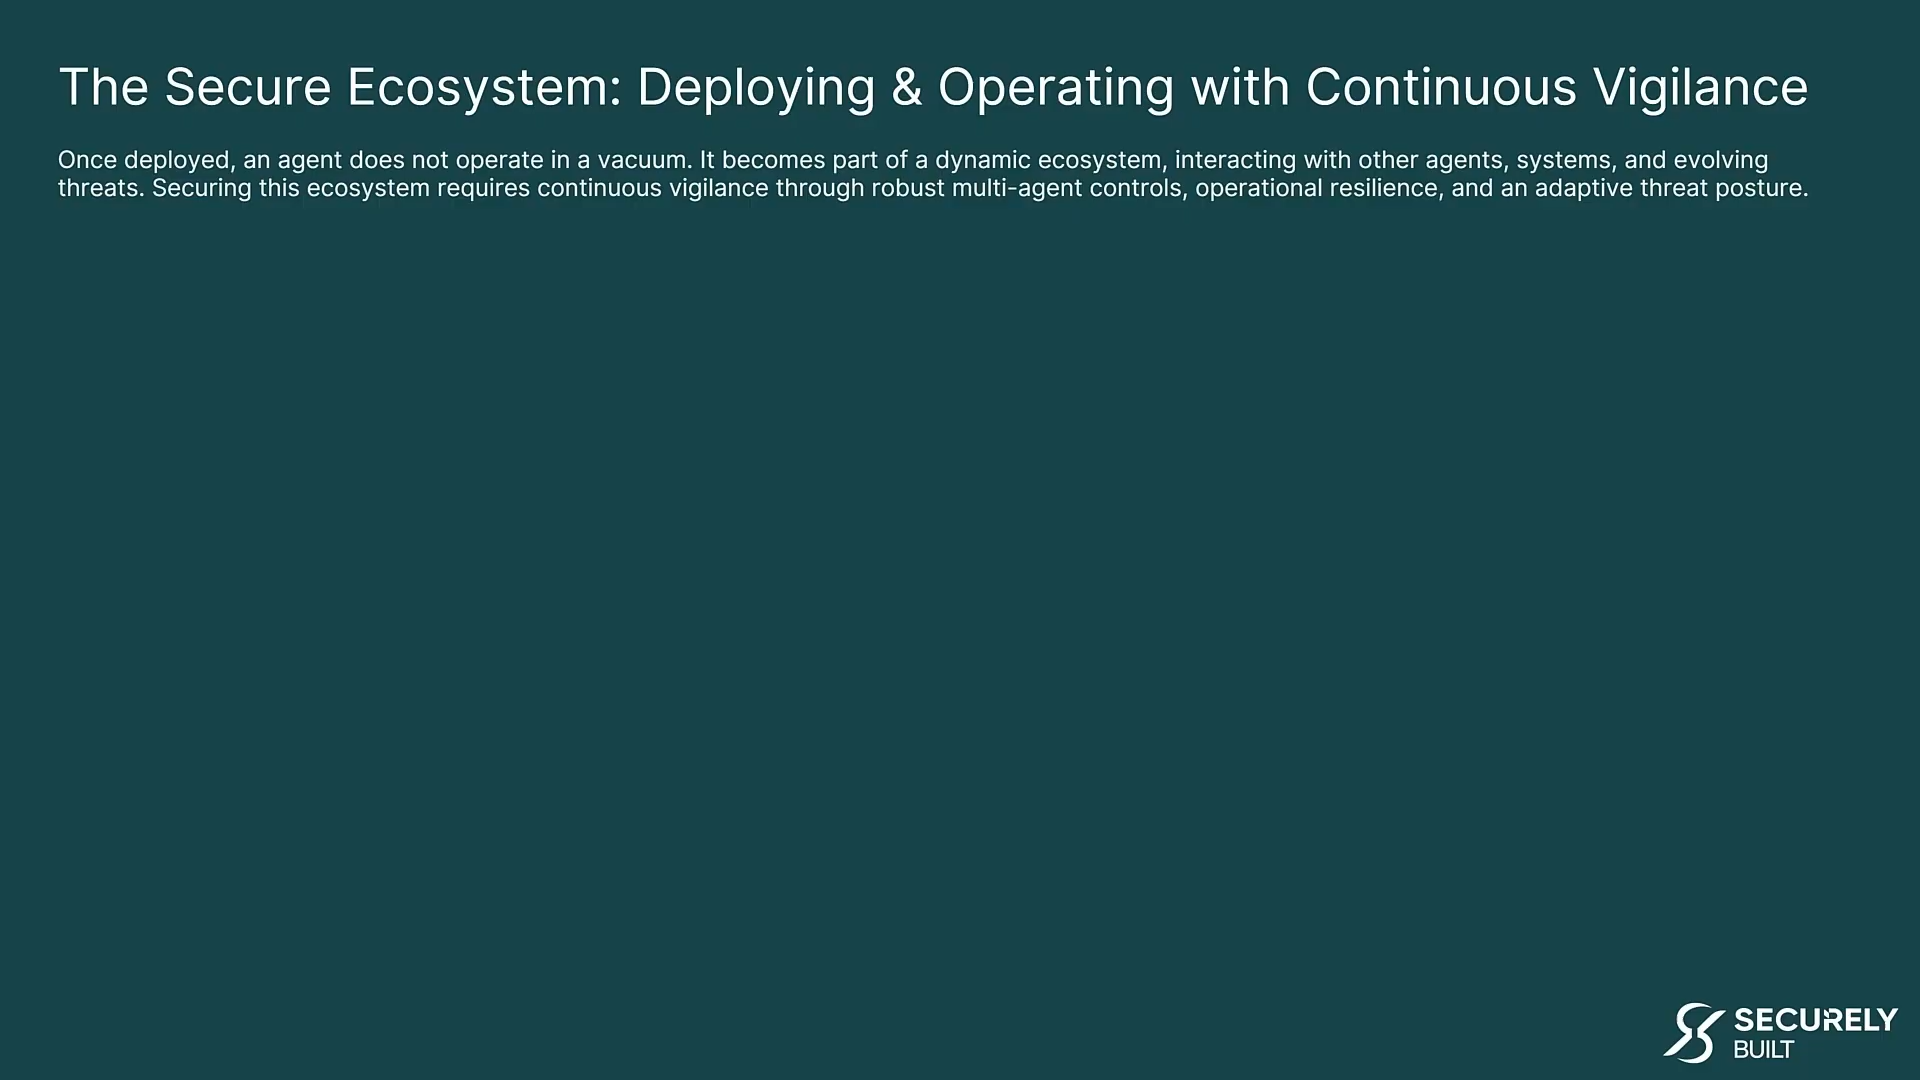 The Secure Ecosystem: Deploying & Operating with Continuous Vigilance
Once deployed, an agent does not operate in a vacuum. It becomes part of a dynamic ecosystem, interacting with other agents, systems, and evolving
threats. Securing this ecosystem requires continuous vigilance through robust multi-agent controls, operational resilience, and an adaptive threat posture.
SECURELY
BUILT